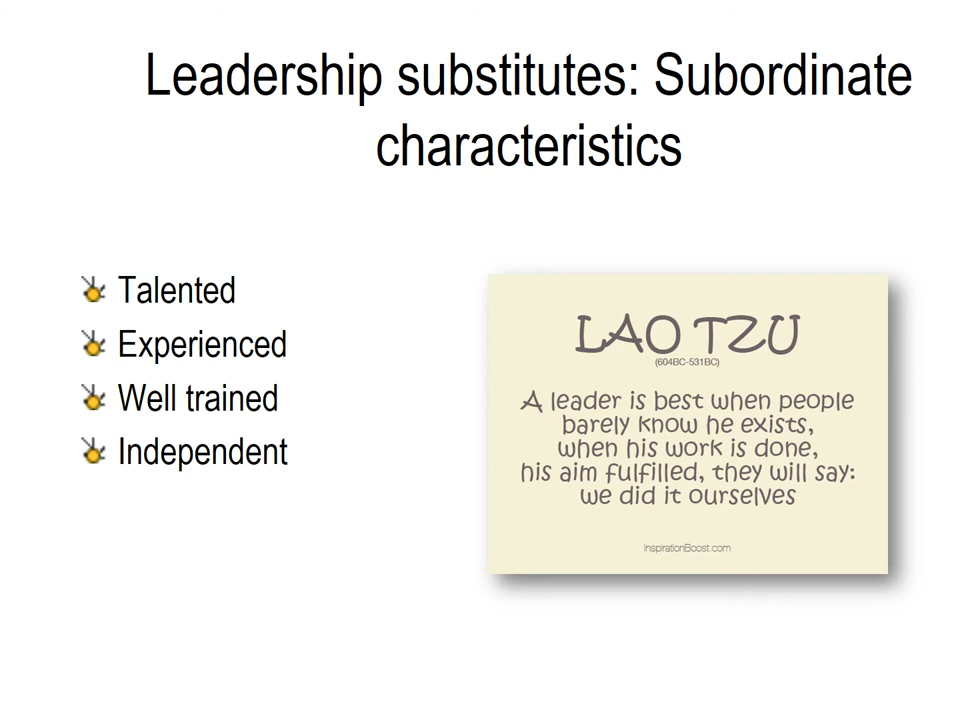 Leadership substitutes: Subordinate
characteristics
Talented
Experienced
Well trained
Independent
LAO TZU
(604BC-531BC)
A leader is best when people
barely know he exists,
when his work is done,
his aim fulfilled, they will say:
we did it ourselves
InspirationBoost.com